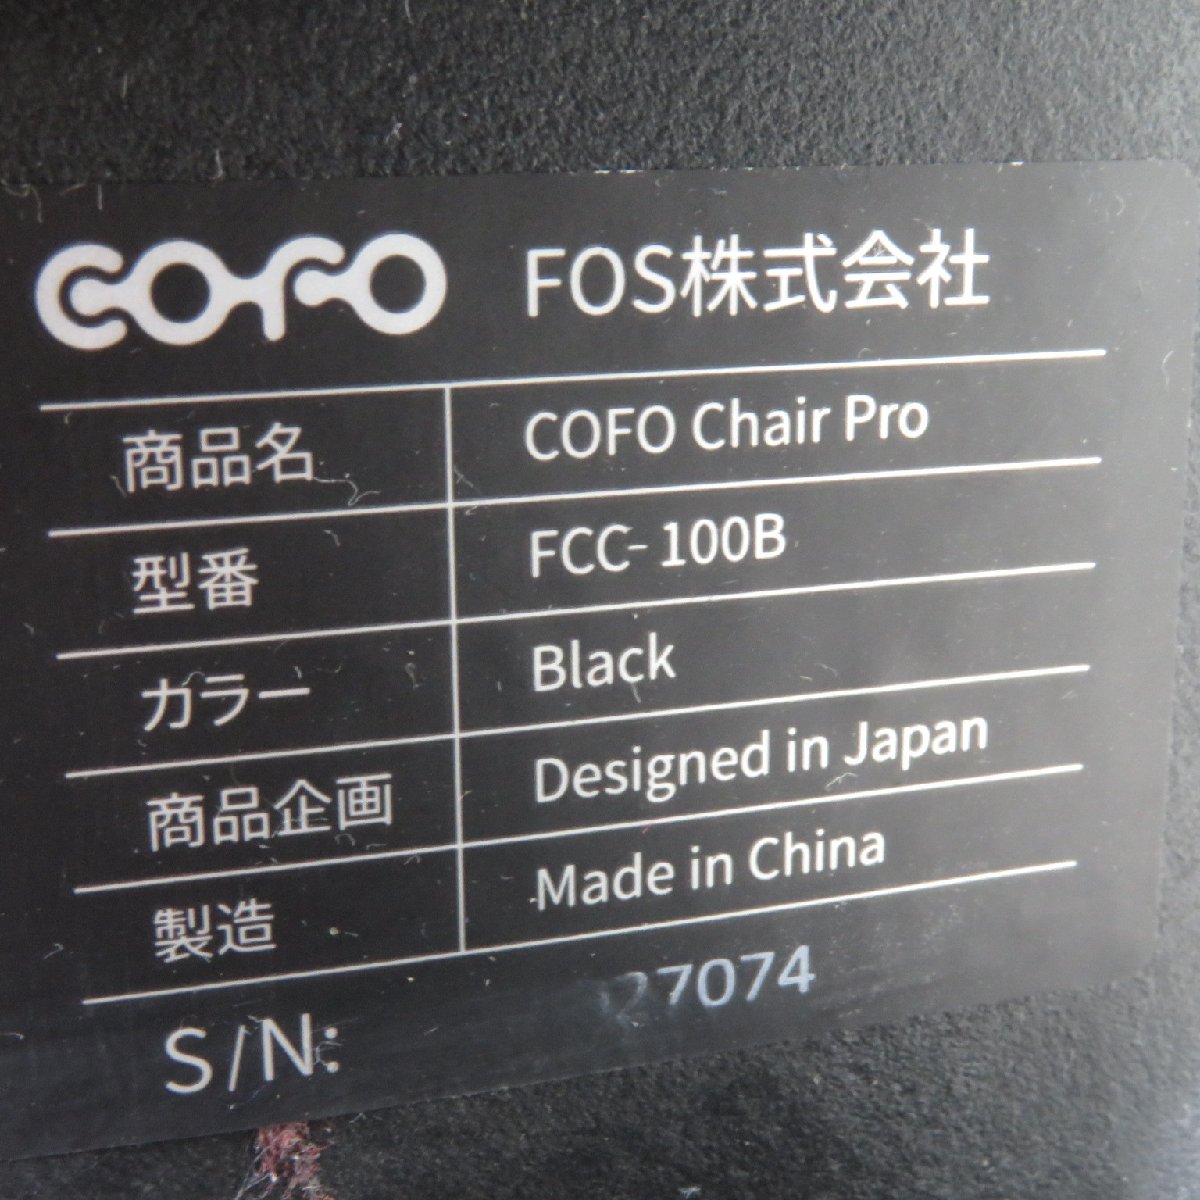 COFO FOS株式会社
商品名 COFO Chair Pro
型番 FCC-100B
カラー Black
商品企画 Designed in Japan
製造 Made in China
S/N: